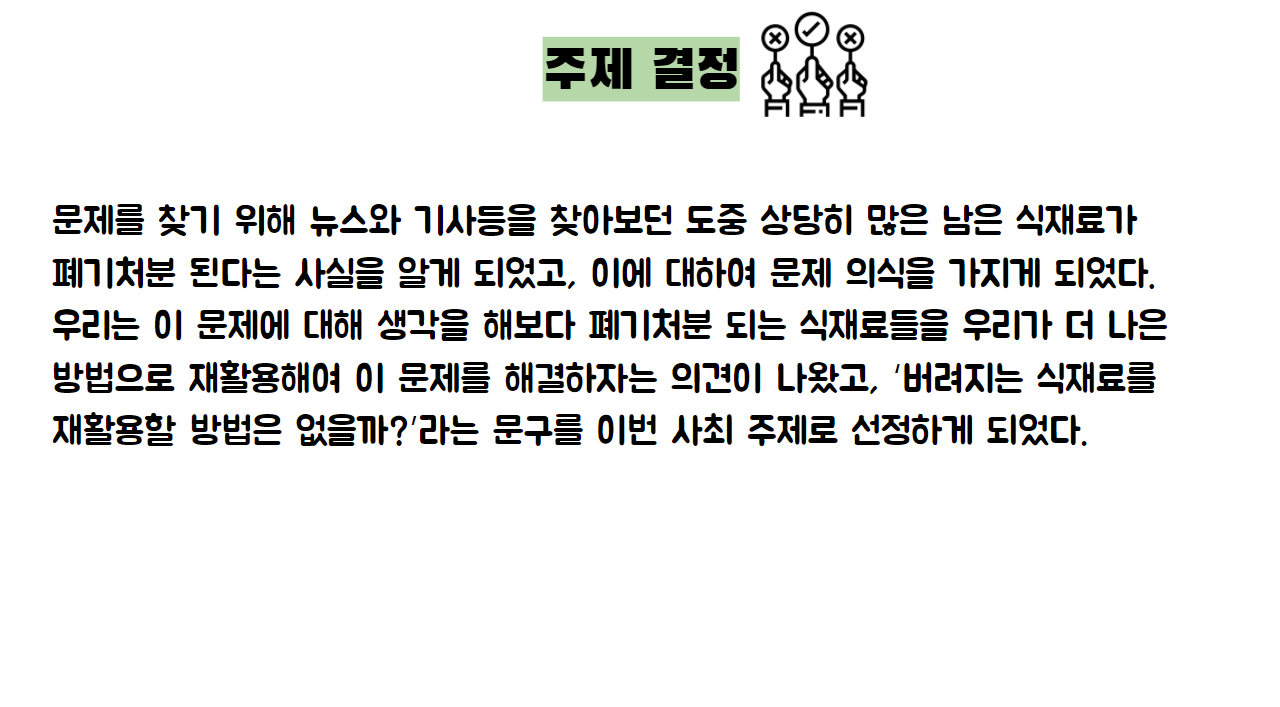 주제 결정
문제를 찾기 위해 뉴스와 기사등을 찾아보던 도중 상당히 많은 남은 식재료가
폐기처분 된다는 사실을 알게 되었고, 이에 대하여 문제 의식을 가지게 되었다.
우리는 이 문제에 대해 생각을 해보다 폐기처분 되는 식재료들을 우리가 더 나은
방법으로 재활용해여 이 문제를 해결하자는 의견이 나왔고, '버려지는 식재료를
재활용할 방법은 없을까?'라는 문구를 이번 사최 주제로 선정하게 되었다.